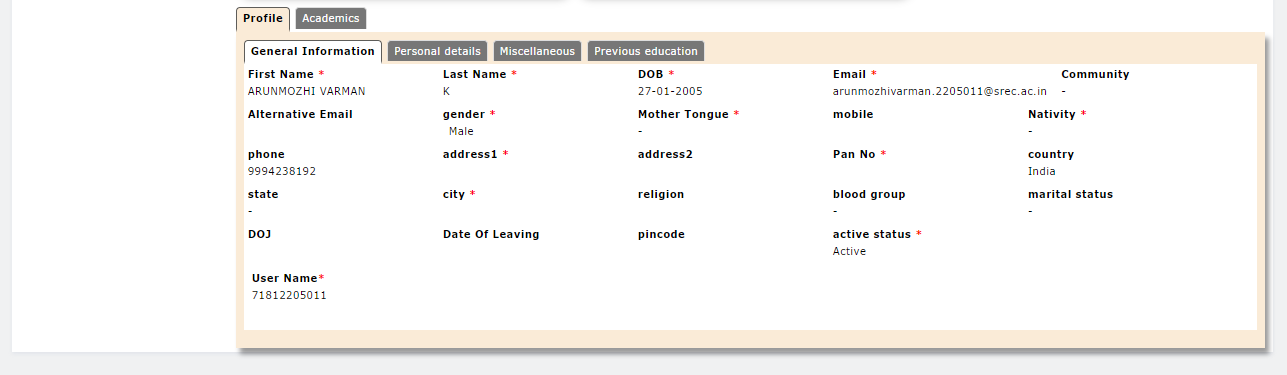 Profile Academics
General Information Personal details Miscellaneous Previous education
First Name * Last Name * DOB * Email * Community
ARUNMOZHI VARMAN K 27-01-2005 arunmozhivarman.2205011@srec.ac.in -
Alternative Email gender * Mother Tongue * mobile Nativity *
Male - -
phone address1 * address2 Pan No * country
9994238192 India
state city * religion blood group marital status
- - -
DOJ Date Of Leaving pincode active status *
Active
User Name*
71812205011